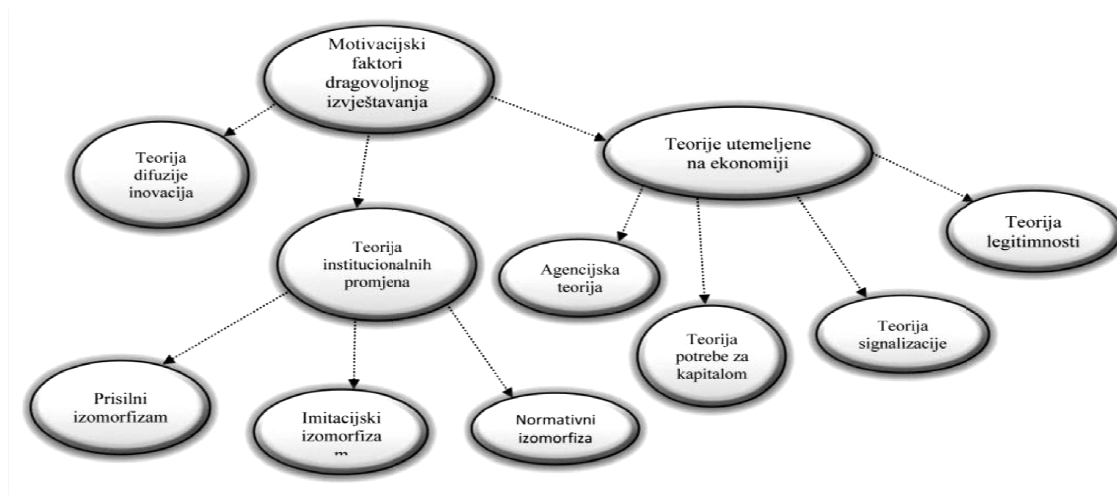 Motivacijski
faktori
dragovoljnog
izvještavanja
Teorija
difuzije
inovacija
Teorije utemeljene
na ekonomiji
Teorija
legitimnosti
Teorija
institucionalnih
promjena
Agencijska
teorija
Teorija
potrebe za
kapitalom
Teorija
signalizacije
Prisilni
izomorfizam
Imitacijski
izomorfiza
m
Normativni
izomorfiza